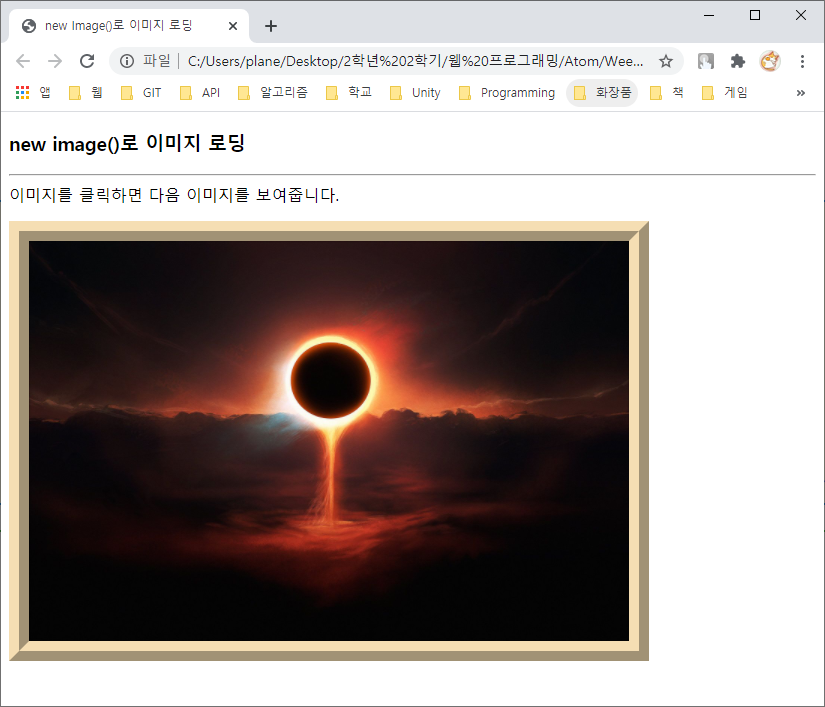 new Image()로 이미지 로딩
파일 C:/Users/plane/Desktop/2학년%202학기/웹%20프로그래밍/Atom/Wee...
앱 웹 GIT API 알고리즘 학교 Unity Programming 화장품 책 게임 »
new image()로 이미지 로딩
이미지를 클릭하면 다음 이미지를 보여줍니다.